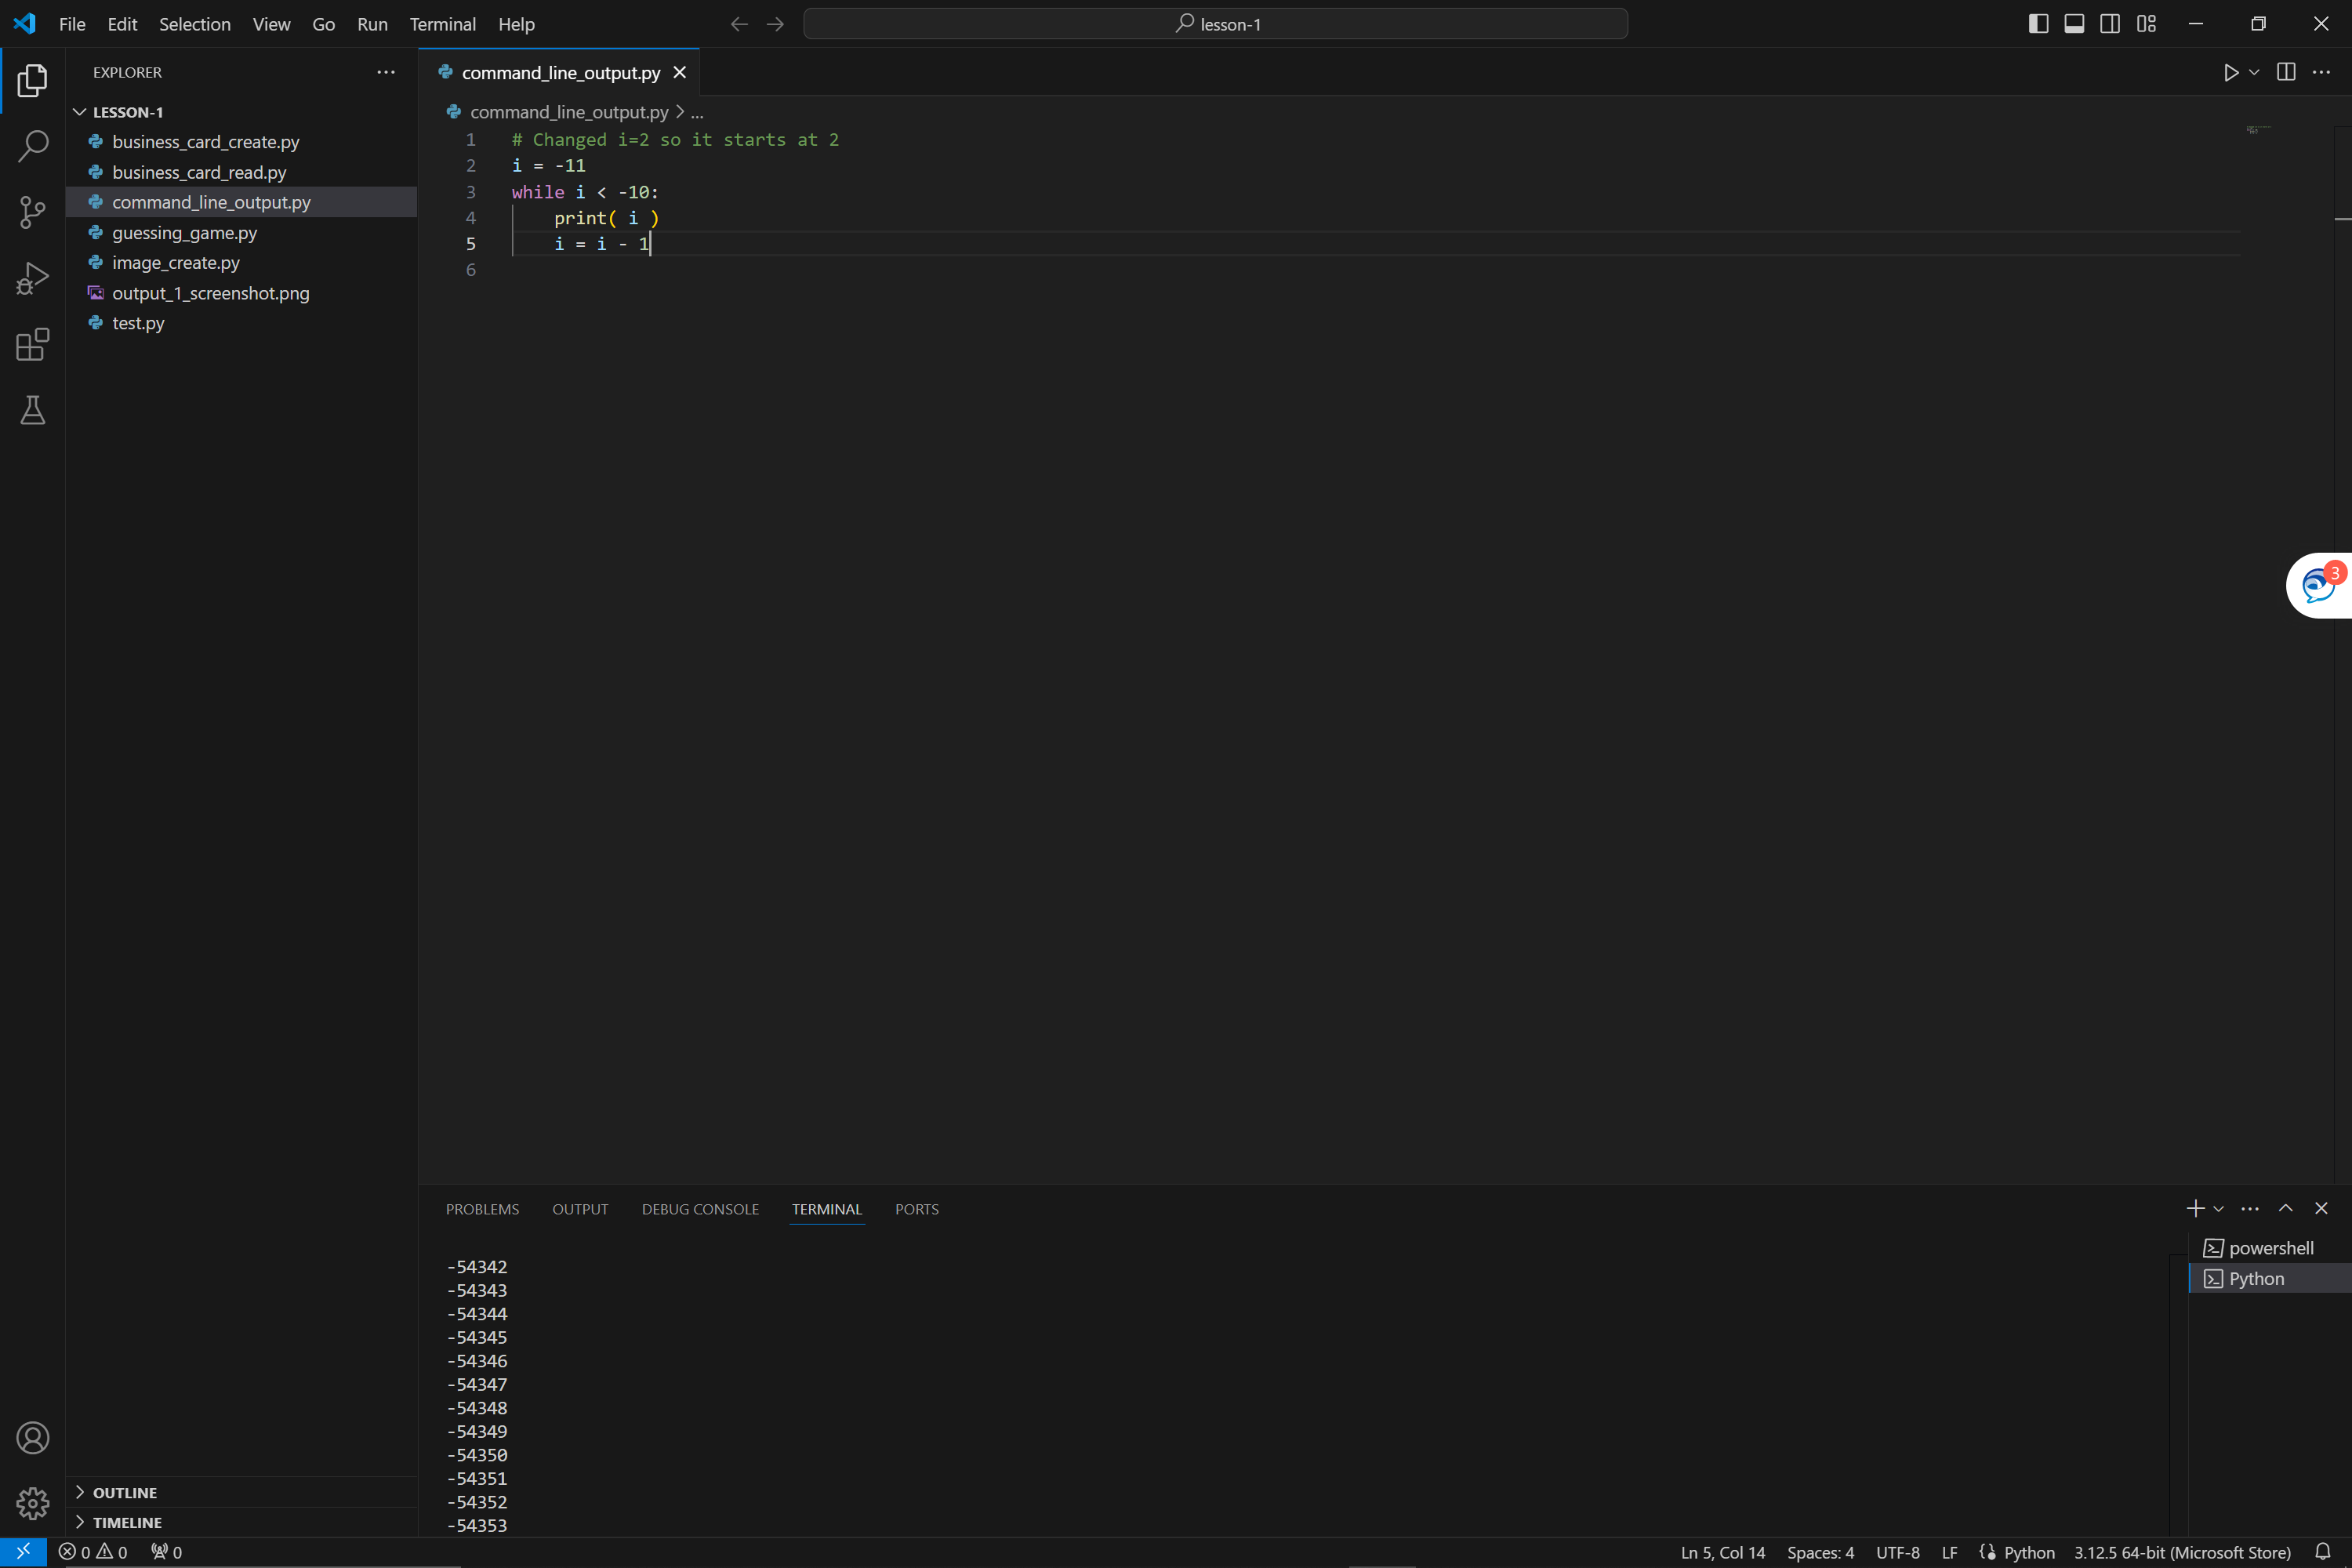 File Edit Selection View Go Run Terminal Help
lesson-1
EXPLORER
LESSON-1
business_card_create.py
business_card_read.py
command_line_output.py
guessing_game.py
image_create.py
output_1_screenshot.png
test.py
OUTLINE
TIMELINE
command_line_output.py
command_line_output.py > ...
1 # Changed i=2 so it starts at 2
2 i = -11
3 while i < -10:
4     print( i )
5     i = i - 1
6
3
PROBLEMS OUTPUT DEBUG CONSOLE TERMINAL PORTS
-54342
-54343
-54344
-54345
-54346
-54347
-54348
-54349
-54350
-54351
-54352
-54353
powershell
Python
0 0 0
Ln 5, Col 14 Spaces: 4 UTF-8 LF Python 3.12.5 64-bit (Microsoft Store)